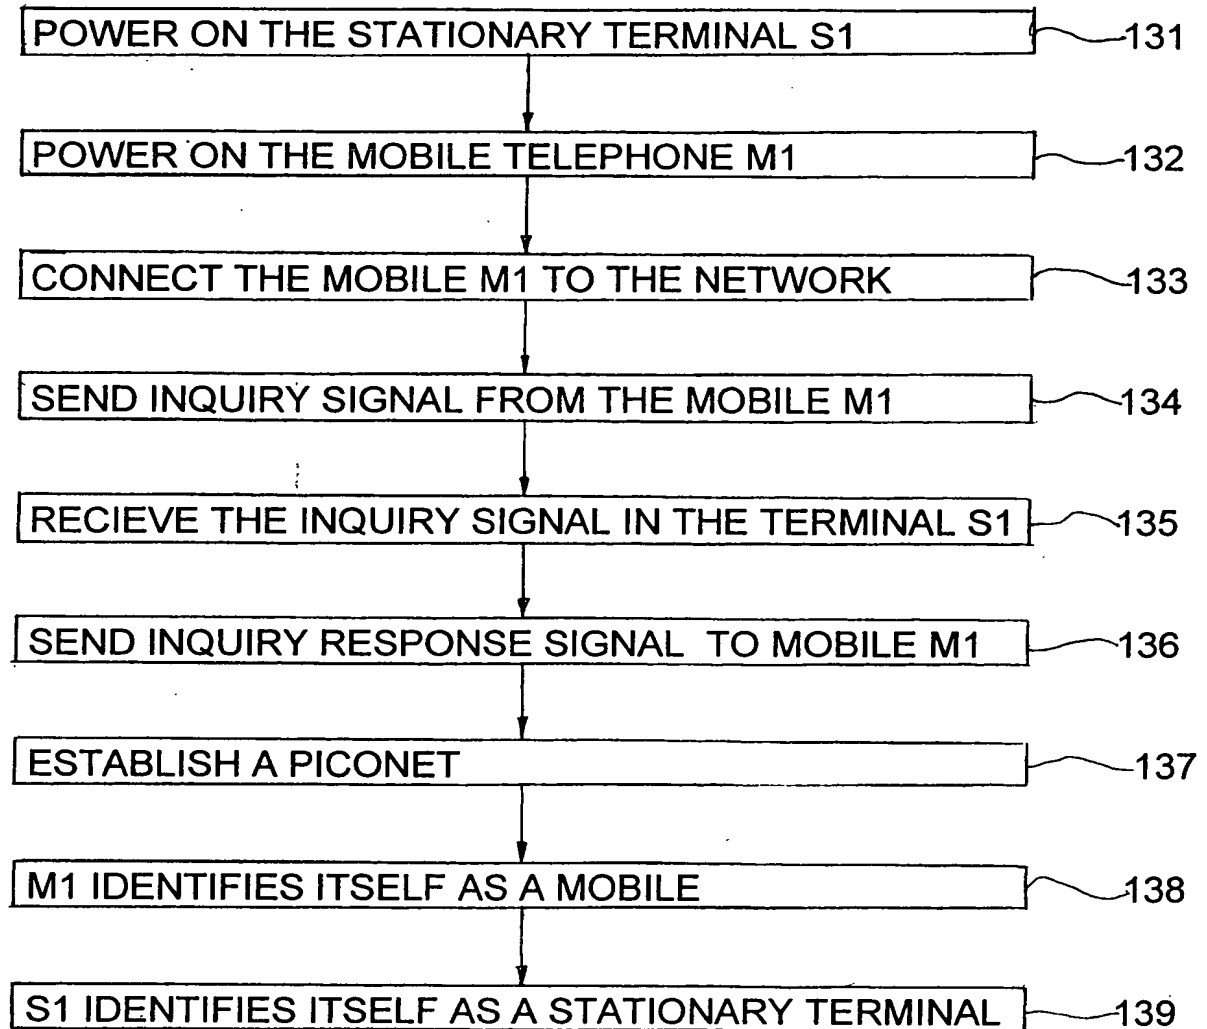 POWER ON THE STATIONARY TERMINAL S1 131
POWER ON THE MOBILE TELEPHONE M1 132
CONNECT THE MOBILE M1 TO THE NETWORK 133
SEND INQUIRY SIGNAL FROM THE MOBILE M1 134
RECIEVE THE INQUIRY SIGNAL IN THE TERMINAL S1 135
SEND INQUIRY RESPONSE SIGNAL TO MOBILE M1 136
ESTABLISH A PICONET 137
M1 IDENTIFIES ITSELF AS A MOBILE 138
S1 IDENTIFIES ITSELF AS A STATIONARY TERMINAL 139